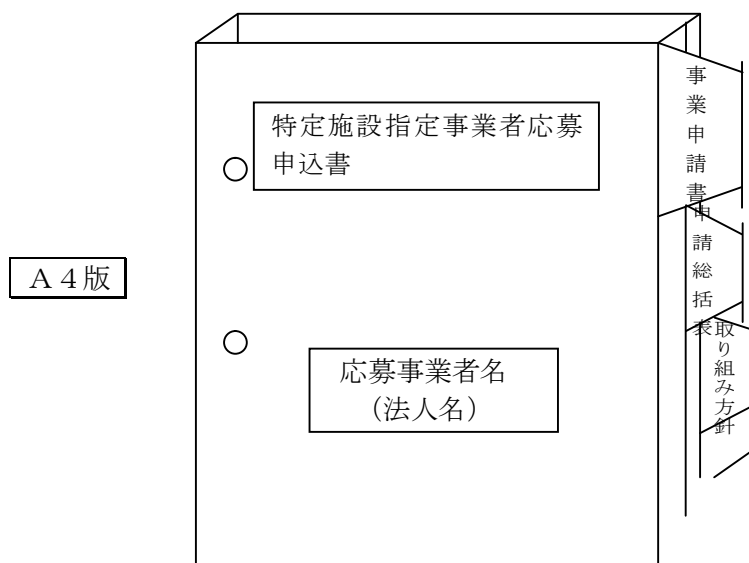 特定施設指定事業者応募
申込書
A4版
応募事業者名
(法人名)
事業申請書
申請総括表
取り組み方針